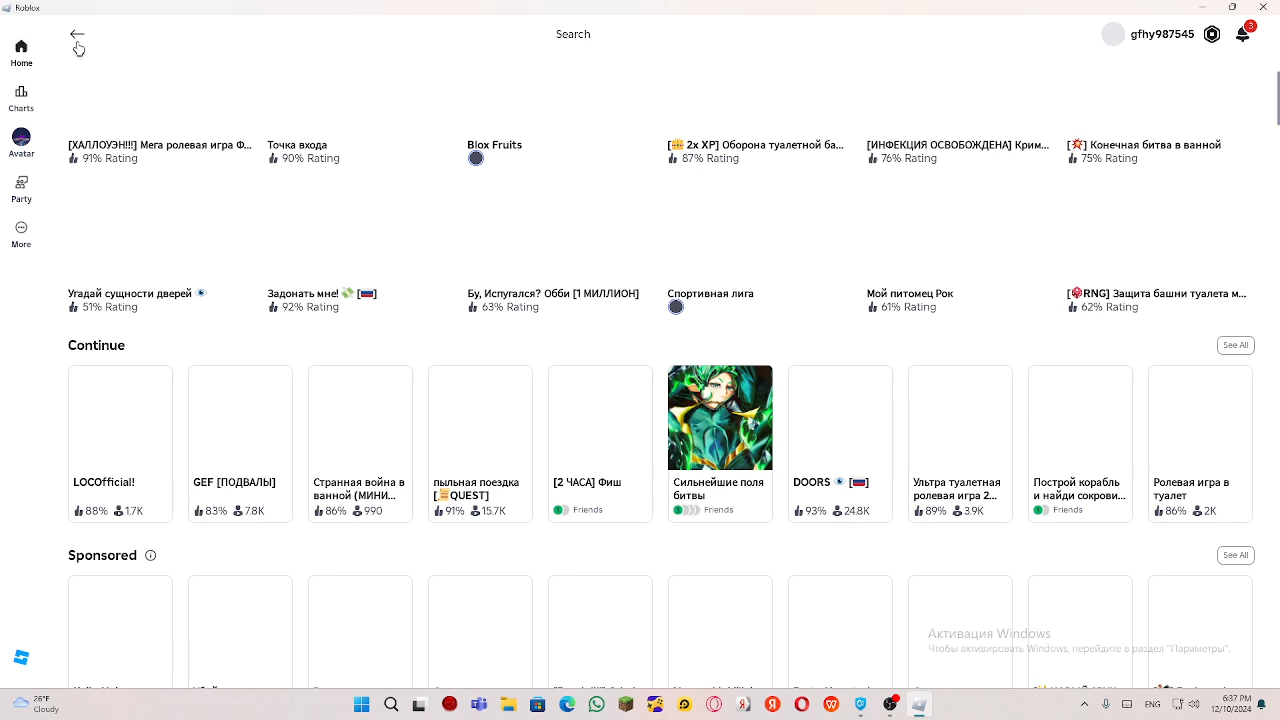 Roblox
Search
gfhy987545
3
Home
Charts
Avatar
Party
More
[ХАЛЛОУЭН!!!] Мега ролевая игра Ф...
91% Rating
Точка входа
90% Rating
Blox Fruits
[👑 2x XP] Оборона туалетной ба...
87% Rating
[ИНФЕКЦИЯ ОСВОБОЖДЕНА] Крим...
76% Rating
[💥] Конечная битва в ванной
75% Rating
Угадай сущности дверей 👁️
51% Rating
Задонать мне! 💸 [🇷🇺]
92% Rating
Бу, Испугался? Обби [1 МИЛЛИОН]
63% Rating
Спортивная лига
Мой питомец Рок
61% Rating
[RNG] Защита башни туалета м...
62% Rating
Continue
See All
LOCOfficial!
88% 1.7K
GEF [ПОДВАЛЫ]
83% 7.8K
Странная война в
ванной (МИНИ...
86% 990
пыльная поездка
[📜QUEST]
91% 15.7K
[2 ЧАСА] Фиш
1 Friends
Сильнейшие поля
битвы
3 Friends
DOORS 👁️ [🇷🇺]
93% 24.8K
Ультра туалетная
ролевая игра 2...
89% 3.9K
Построй корабль
и найди сокрови...
1 Friends
Ролевая игра в
туалет
86% 2K
Sponsored
See All
Активация Windows
Чтобы активировать Windows, перейдите в раздел "Параметры".
26°F
Cloudy
ENG
6:37 PM
12/10/2024